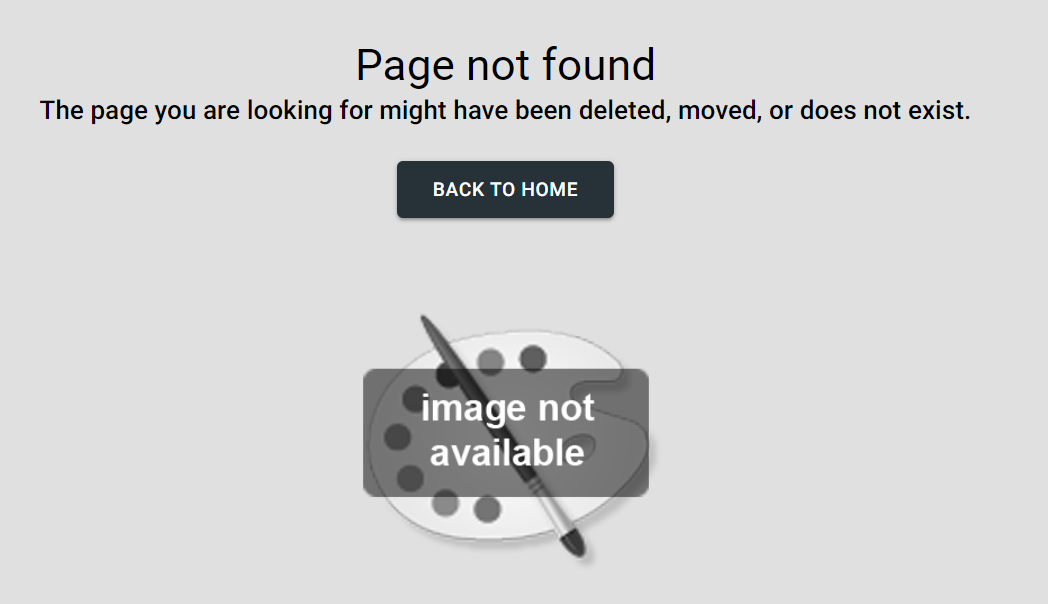 Page not found
The page you are looking for might have been deleted, moved, or does not exist.
BACK TO HOME
image not
available